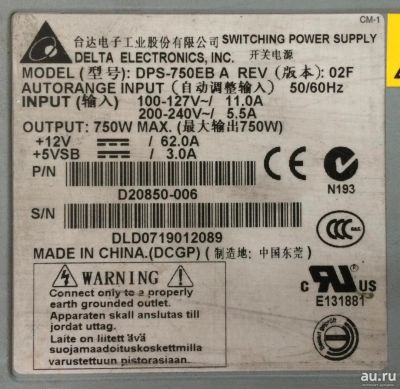 CM-1
台达电子工业股份有限公司 SWITCHING POWER SUPPLY
DELTA ELECTRONICS, INC. 开关电源
MODEL (型号): DPS-750EB A REV (版本): 02F
AUTORANGE INPUT (自动调整输入) 50/60Hz
INPUT (输入) 100-127V~/ 11.0A
200-240V~/ 5.5A
OUTPUT: 750W MAX. (最大输出750W)
+12V / 62.0A
+5VSB / 3.0A
P/N
D20850-006
S/N
DLD0719012089
MADE IN CHINA.(DCGP) (制造地: 中国东莞)
CE
N193
CCC
WARNING
Connect only to a properly
earth grounded outlet.
Apparaten skall anslutas till
jordat uttag.
Laite on liitettävä
suojamaadoituskoskettimilla
varustettuun pistorasiaan.
c RU US
E131881
au.ru